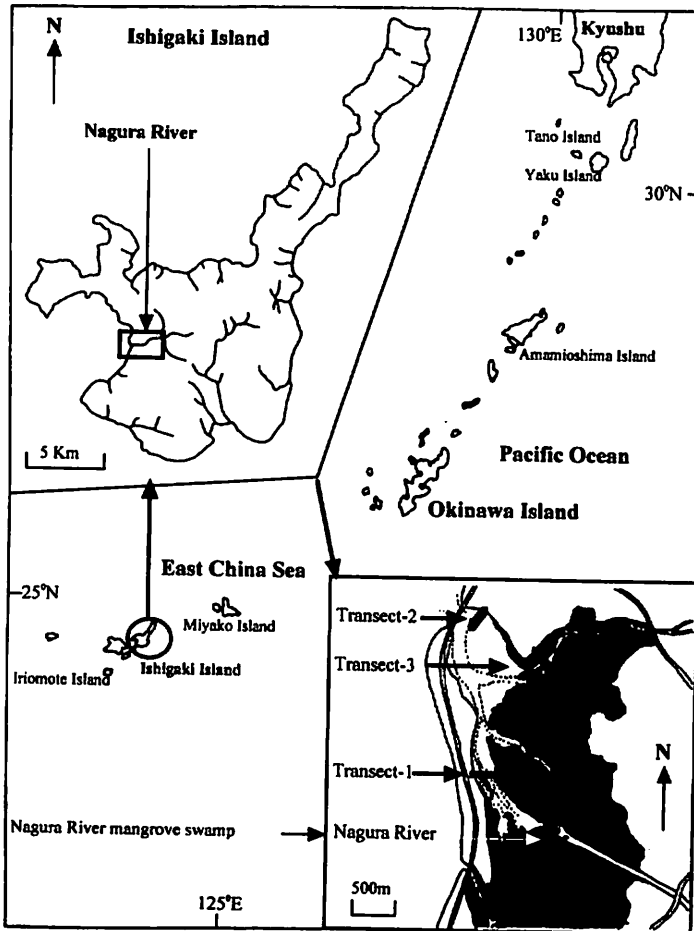 N
Ishigaki Island
Nagura River
5 Km
130°E
Kyushu
Tano Island
Yaku Island
30°N
Amamioshima Island
Pacific Ocean
Okinawa Island
East China Sea
25°N
Miyako Island
Iriomote Island
Ishigaki Island
Nagura River mangrove swamp
125°E
Transect-2
Transect-3
Transect-1
N
Nagura River
500m